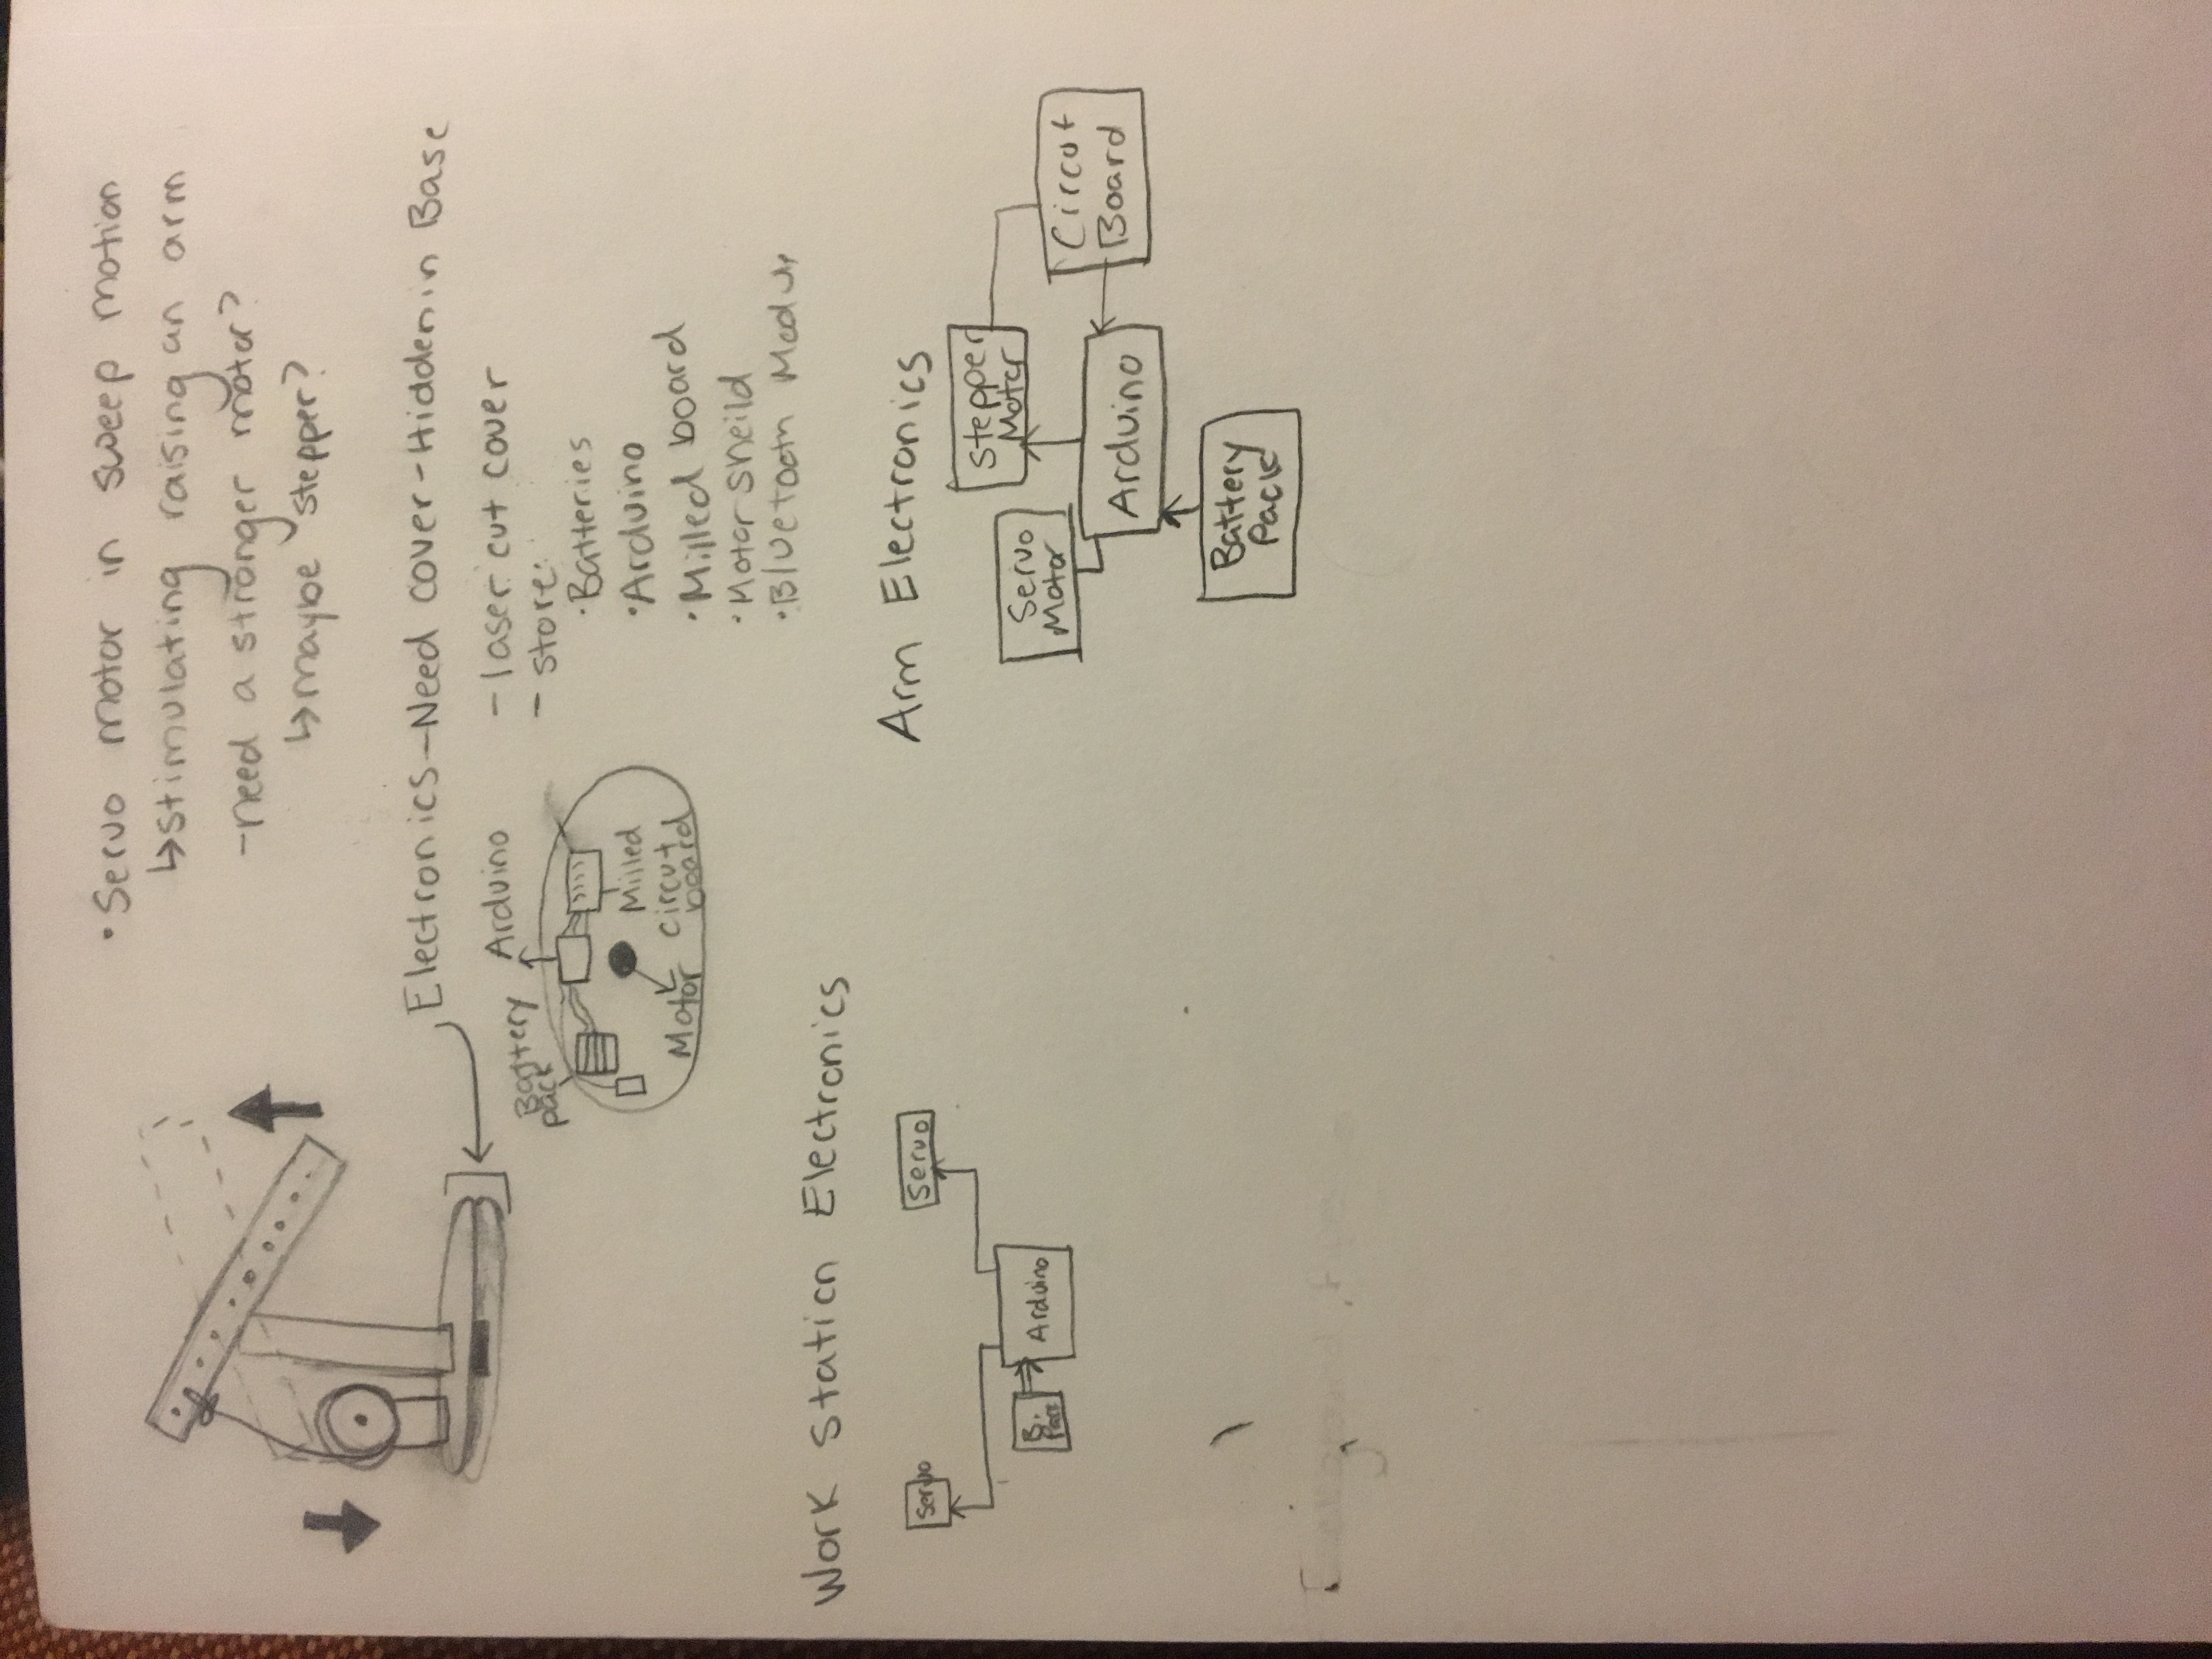 • Servo motor in sweep motion
↳ stimulating raising an arm
- need a stronger motor?
↳ maybe stepper?
Electronics - Need cover - Hidden in Base
- laser cut cover
- store:
• Batteries
• Arduino
• Milled board
• Motor Sheild
• Bluetooth Module
Battery
pack
Arduino
Motor
Milled
circut
board
Work Station Electronics
Servo
Servo
B.
Pack
Arduino
Arm Electronics
Stepper
Motor
Servo
Motor
Circut
Board
Arduino
Battery
Pack